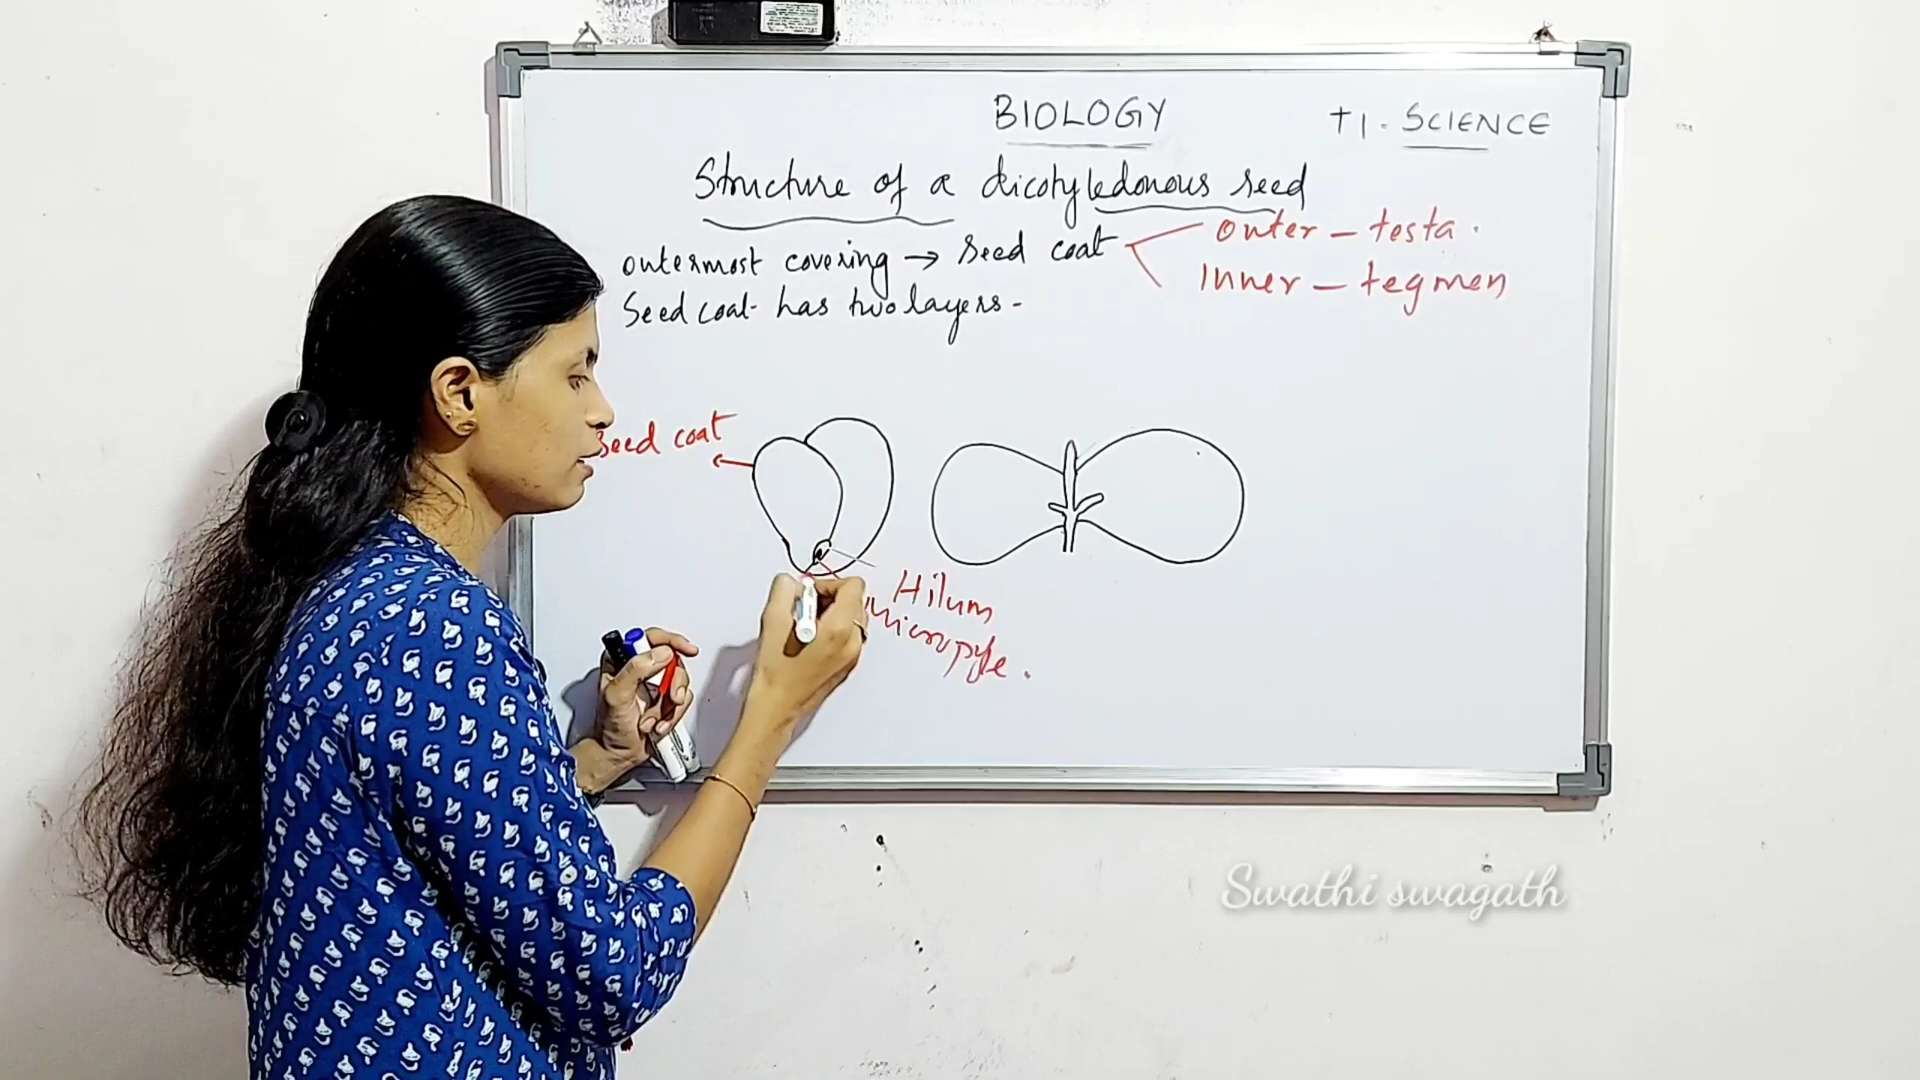 BIOLOGY
+1 - SCIENCE
Structure of a dicotyledonous seed
outermost covering → seed coat
Outer - testa.
Inner - tegmen
Seed coat has two layers -
seed coat
Hilum
micropyle.
Swathi swagath